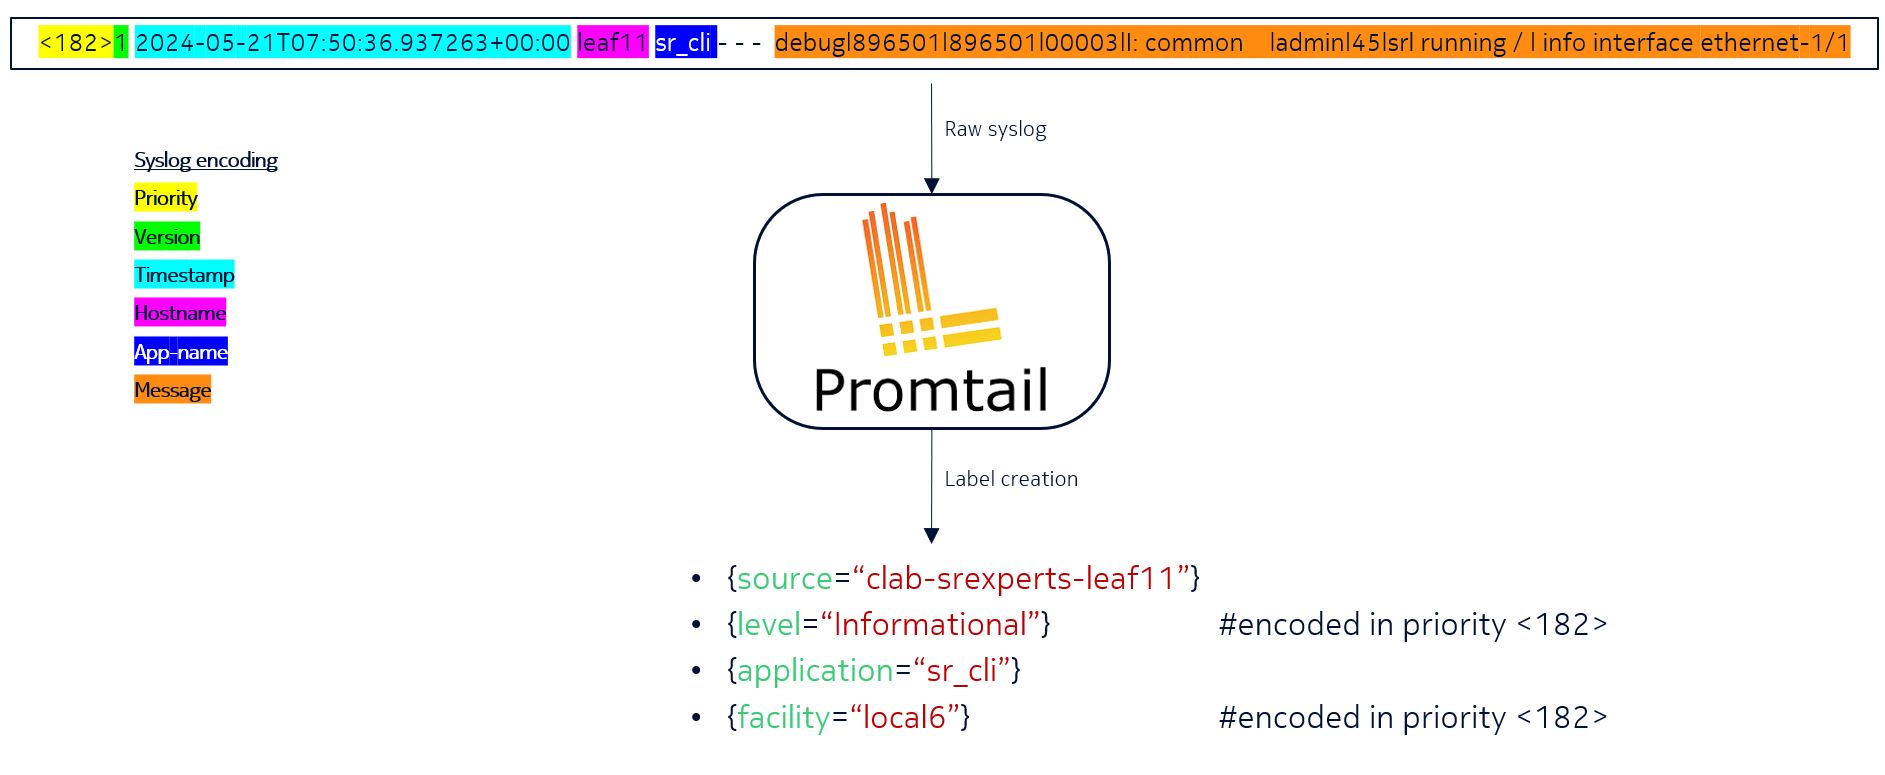 <182>1 2024-05-21T07:50:36.937263+00:00 leaf11 sr_cli - - - debug|896501|896501|00003||: common    |admin|45|srl running / | info interface ethernet-1/1
Raw syslog
Syslog encoding
Priority
Version
Timestamp
Hostname
App-name
Message
Promtail
Label creation
• {source=“clab-srexperts-leaf11”}
• {level=“Informational”} #encoded in priority <182>
• {application=“sr_cli”}
• {facility=“local6”} #encoded in priority <182>